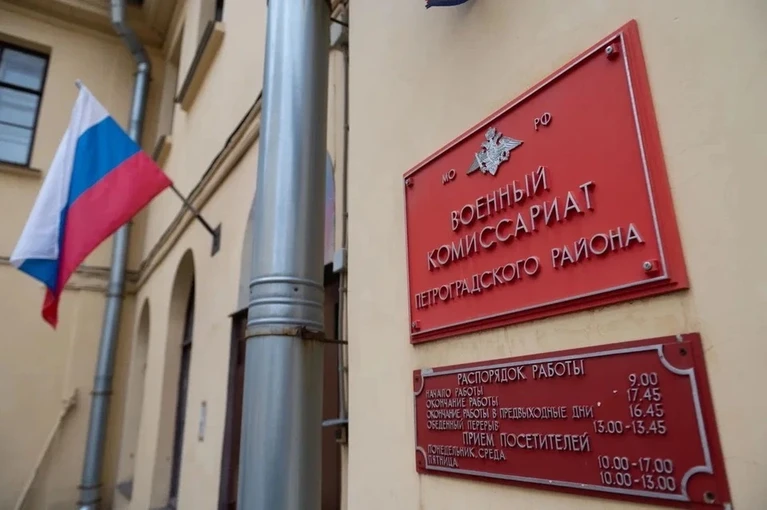 МО РФ
ВОЕННЫЙ
КОМИССАРИАТ
ПЕТРОГРАДСКОГО РАЙОНА
РАСПОРЯДОК РАБОТЫ
НАЧАЛО РАБОТЫ 9.00
ОКОНЧАНИЕ РАБОТЫ 17.45
ОКОНЧАНИЕ РАБОТЫ В ПРЕДВЫХОДНЫЕ ДНИ 16.45
ОБЕДЕННЫЙ ПЕРЕРЫВ 13.00-13.45
ПРИЕМ ПОСЕТИТЕЛЕЙ
ПОНЕДЕЛЬНИК, СРЕДА 10.00-17.00
ПЯТНИЦА 10.00-13.00